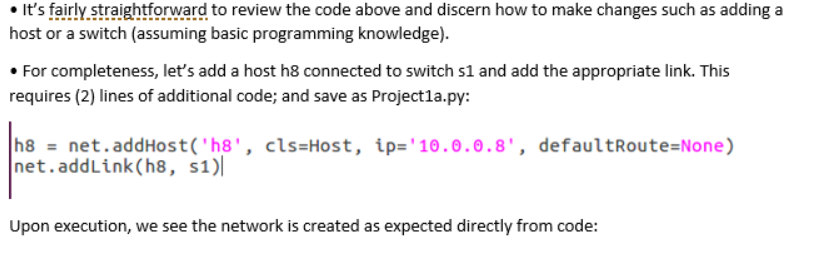 • It's fairly straightforward to review the code above and discern how to make changes such as adding a
host or a switch (assuming basic programming knowledge).
• For completeness, let's add a host h8 connected to switch s1 and add the appropriate link. This
requires (2) lines of additional code; and save as Project1a.py:
h8 = net.addHost('h8', cls=Host, ip='10.0.0.8', defaultRoute=None)
net.addLink(h8, s1)
Upon execution, we see the network is created as expected directly from code: